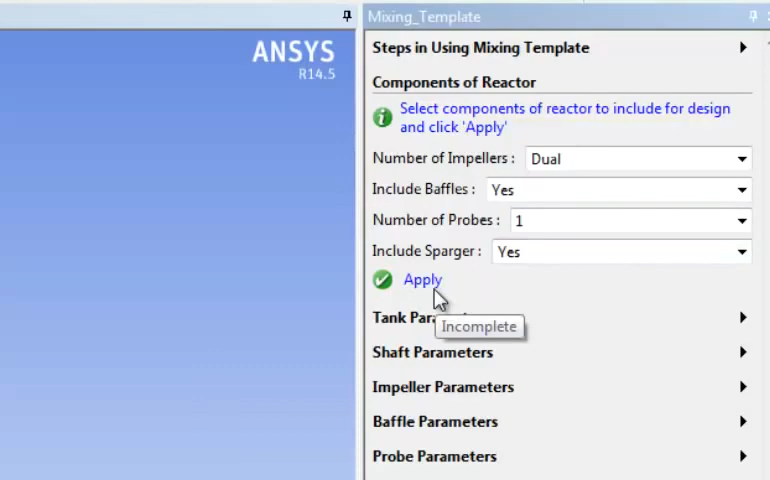 Mixing_Template
ANSYS
R14.5
Steps in Using Mixing Template
Components of Reactor
Select components of reactor to include for design
and click 'Apply'
Number of Impellers : Dual
Include Baffles : Yes
Number of Probes : 1
Include Sparger : Yes
Apply
Incomplete
Tank Para
Shaft Parameters
Impeller Parameters
Baffle Parameters
Probe Parameters